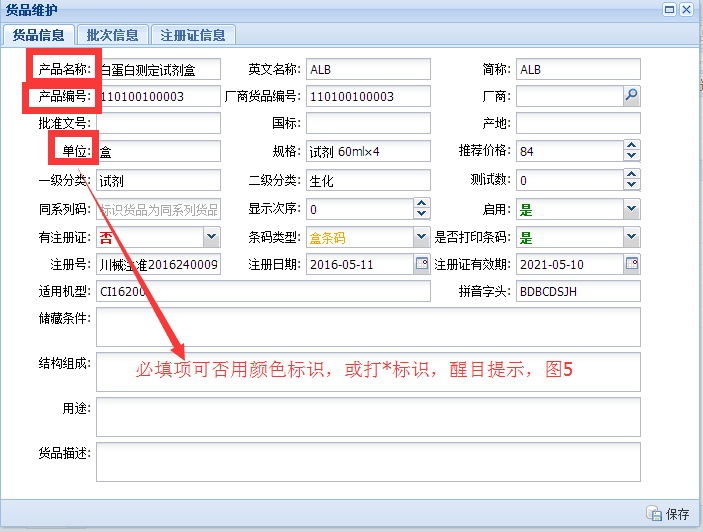 货品维护
货品信息 批次信息 注册证信息
产品名称: 白蛋白测定试剂盒 英文名称: ALB 简称: ALB
产品编号: 110100100003 厂商货品编号: 110100100003 厂商:
批准文号: 国标: 产地:
单位: 盒 规格: 试剂 60ml×4 推荐价格: 84
一级分类: 试剂 二级分类: 生化 测试数: 0
同系列码: 标识货品为同系列货品 显示次序: 0 启用: 是
有注册证: 否 条码类型: 盒条码 是否打印条码: 是
注册号: 川械注准2016240009 注册日期: 2016-05-11 注册证有效期: 2021-05-10
适用机型: CI16200 拼音字头: BDBCDSJH
储藏条件:
结构组成: 必填项可否用颜色标识，或打*标识，醒目提示，图5
用途:
货品描述:
保存